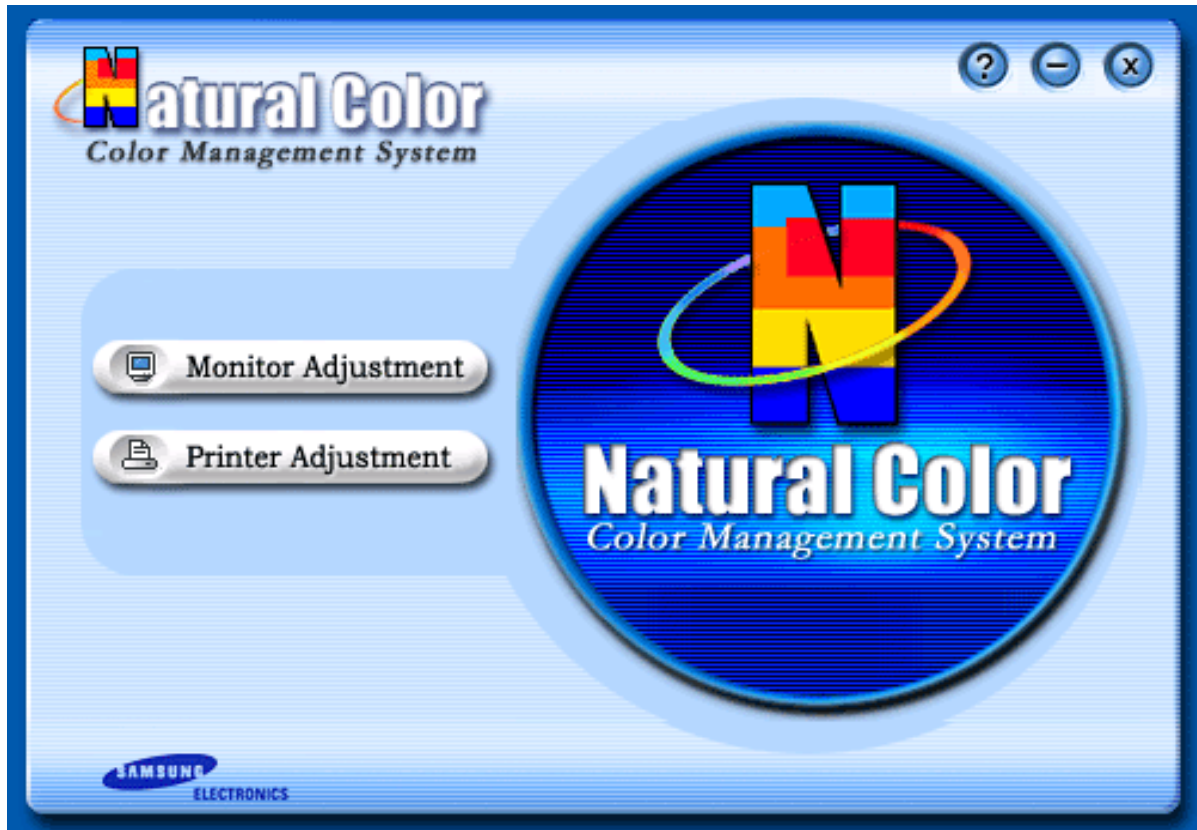 Natural Color
Color Management System
?
x
Monitor Adjustment
Printer Adjustment
N
Natural Color
Color Management System
SAMSUNG
ELECTRONICS